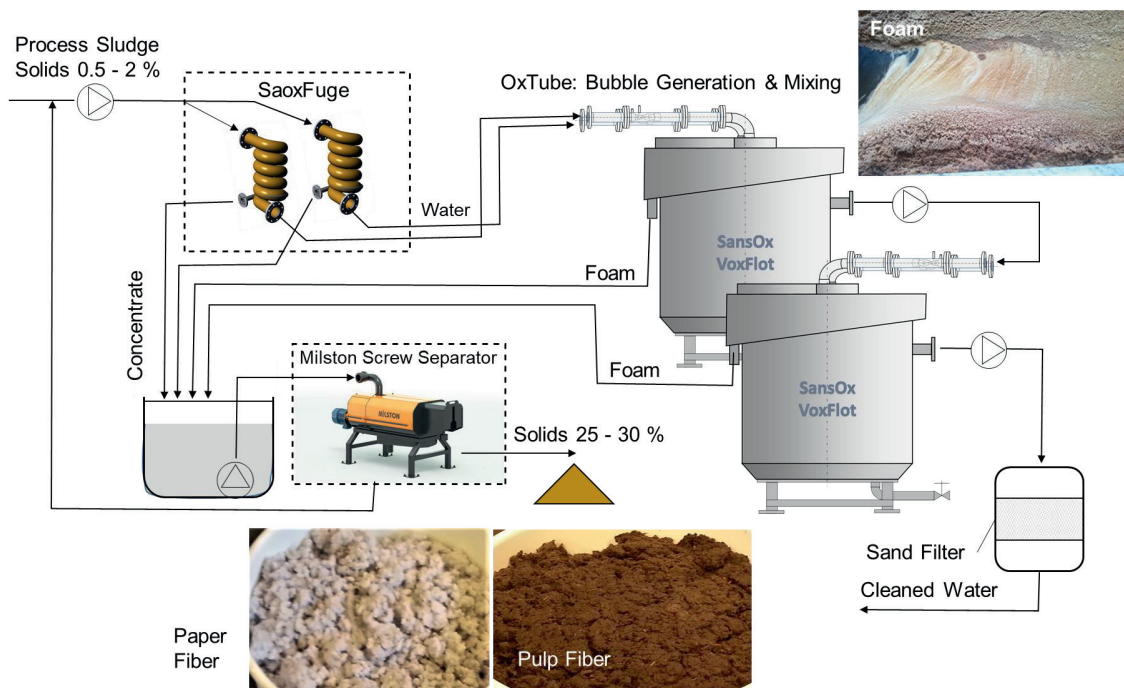 Process Sludge
Solids 0.5 - 2 %
SaoxFuge
OxTube: Bubble Generation & Mixing
Foam
Water
SansOx
VoxFlot
Foam
Concentrate
Milston Screw Separator
MILSTON
Foam
SansOx
VoxFlot
Solids 25 - 30 %
Sand Filter
Cleaned Water
Paper
Fiber
Pulp Fiber